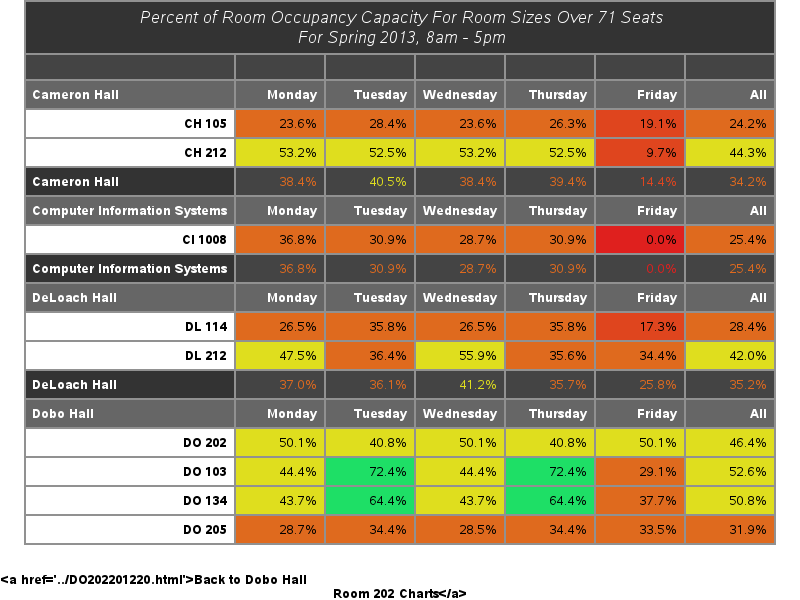 Percent of Room Occupancy Capacity For Room Sizes Over 71 Seats
For Spring 2013, 8am - 5pm
Cameron Hall Monday Tuesday Wednesday Thursday Friday All
CH 105 23.6% 28.4% 23.6% 26.3% 19.1% 24.2%
CH 212 53.2% 52.5% 53.2% 52.5% 9.7% 44.3%
Cameron Hall 38.4% 40.5% 38.4% 39.4% 14.4% 34.2%
Computer Information Systems Monday Tuesday Wednesday Thursday Friday All
CI 1008 36.8% 30.9% 28.7% 30.9% 0.0% 25.4%
Computer Information Systems 36.8% 30.9% 28.7% 30.9% 0.0% 25.4%
DeLoach Hall Monday Tuesday Wednesday Thursday Friday All
DL 114 26.5% 35.8% 26.5% 35.8% 17.3% 28.4%
DL 212 47.5% 36.4% 55.9% 35.6% 34.4% 42.0%
DeLoach Hall 37.0% 36.1% 41.2% 35.7% 25.8% 35.2%
Dobo Hall Monday Tuesday Wednesday Thursday Friday All
DO 202 50.1% 40.8% 50.1% 40.8% 50.1% 46.4%
DO 103 44.4% 72.4% 44.4% 72.4% 29.1% 52.6%
DO 134 43.7% 64.4% 43.7% 64.4% 37.7% 50.8%
DO 205 28.7% 34.4% 28.5% 34.4% 33.5% 31.9%
<a href='../DO202201220.html'>Back to Dobo Hall
Room 202 Charts</a>